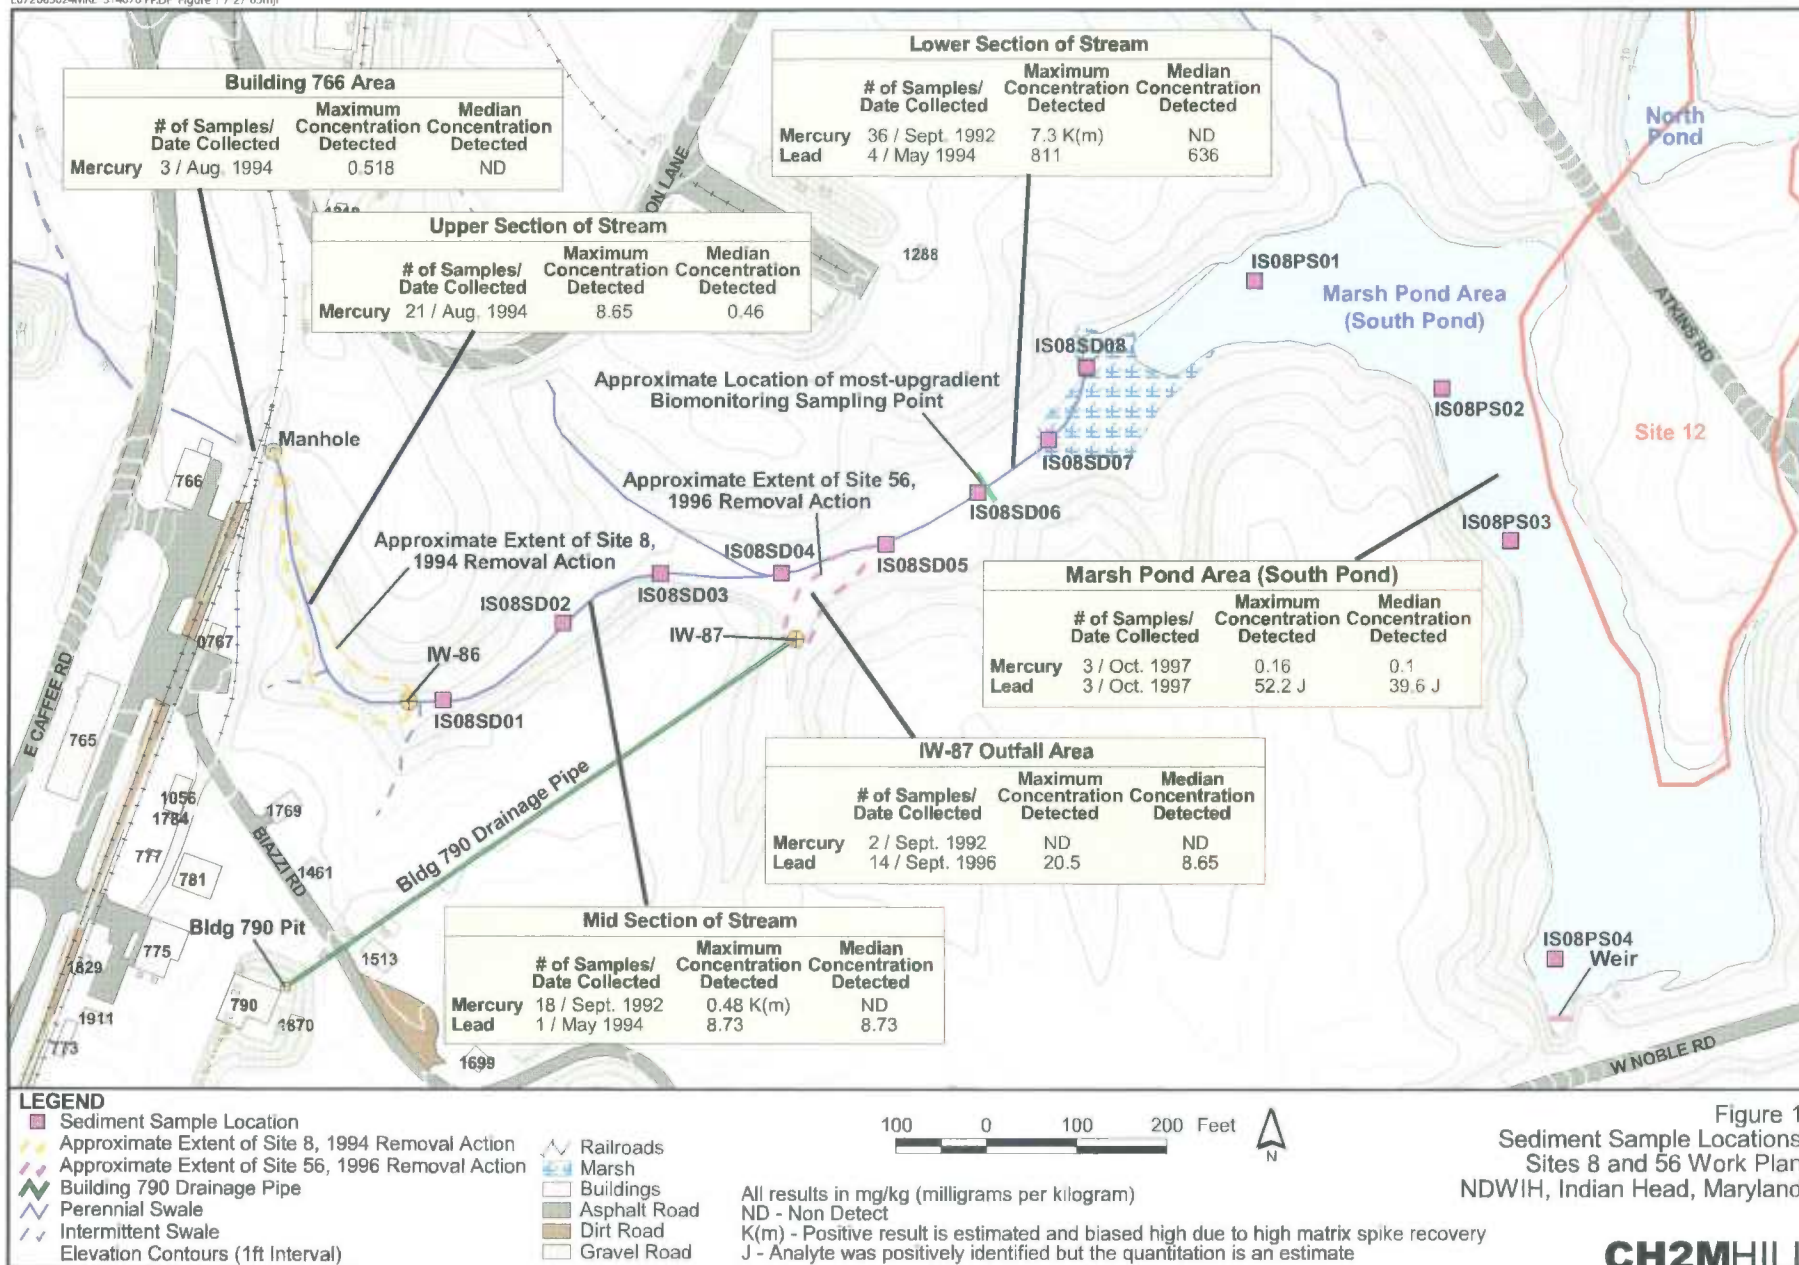 Building 766 Area
# of Samples/ Date Collected Maximum Concentration Detected Median Concentration Detected
Mercury 3 / Aug. 1994 0.518 ND
Upper Section of Stream
# of Samples/ Date Collected Maximum Concentration Detected Median Concentration Detected
Mercury 21 / Aug. 1994 8.65 0.46
Lower Section of Stream
# of Samples/ Date Collected Maximum Concentration Detected Median Concentration Detected
Mercury 36 / Sept. 1992 7.3 K(m) ND
Lead 4 / May 1994 811 636
North
Pond
ON LANE
1288
IS08PS01
Marsh Pond Area
(South Pond)
ATKINS RD
IS08SD08
Approximate Location of most-upgradient
Biomonitoring Sampling Point
IS08PS02
Site 12
Manhole
766
IS08SD07
Approximate Extent of Site 56,
1996 Removal Action
IS08SD06
IS08PS03
Approximate Extent of Site 8,
1994 Removal Action
IS08SD04
IS08SD05
IS08SD03
IS08SD02
IW-87
0767
IW-86
IS08SD01
E CAFFEE RD
765
Marsh Pond Area (South Pond)
# of Samples/ Date Collected Maximum Concentration Detected Median Concentration Detected
Mercury 3 / Oct. 1997 0.16 0.1
Lead 3 / Oct. 1997 52.2 J 39.6 J
IW-87 Outfall Area
# of Samples/ Date Collected Maximum Concentration Detected Median Concentration Detected
Mercury 2 / Sept. 1992 ND ND
Lead 14 / Sept. 1996 20.5 8.65
1056
1784
1769
777
781
BIAZZI RD
1461
Bldg 790 Drainage Pipe
Bldg 790 Pit
775
1829
1513
790
1870
1911
773
1699
Mid Section of Stream
# of Samples/ Date Collected Maximum Concentration Detected Median Concentration Detected
Mercury 18 / Sept. 1992 0.48 K(m) ND
Lead 1 / May 1994 8.73 8.73
IS08PS04
Weir
W NOBLE RD
LEGEND
Sediment Sample Location
Approximate Extent of Site 8, 1994 Removal Action
Approximate Extent of Site 56, 1996 Removal Action
Building 790 Drainage Pipe
Perennial Swale
Intermittent Swale
Elevation Contours (1ft Interval)
Railroads
Marsh
Buildings
Asphalt Road
Dirt Road
Gravel Road
100 0 100 200 Feet
N
All results in mg/kg (milligrams per kilogram)
ND - Non Detect
K(m) - Positive result is estimated and biased high due to high matrix spike recovery
J - Analyte was positively identified but the quantitation is an estimate
Figure 1
Sediment Sample Locations
Sites 8 and 56 Work Plan
NDWIH, Indian Head, Maryland
CH2MHILL